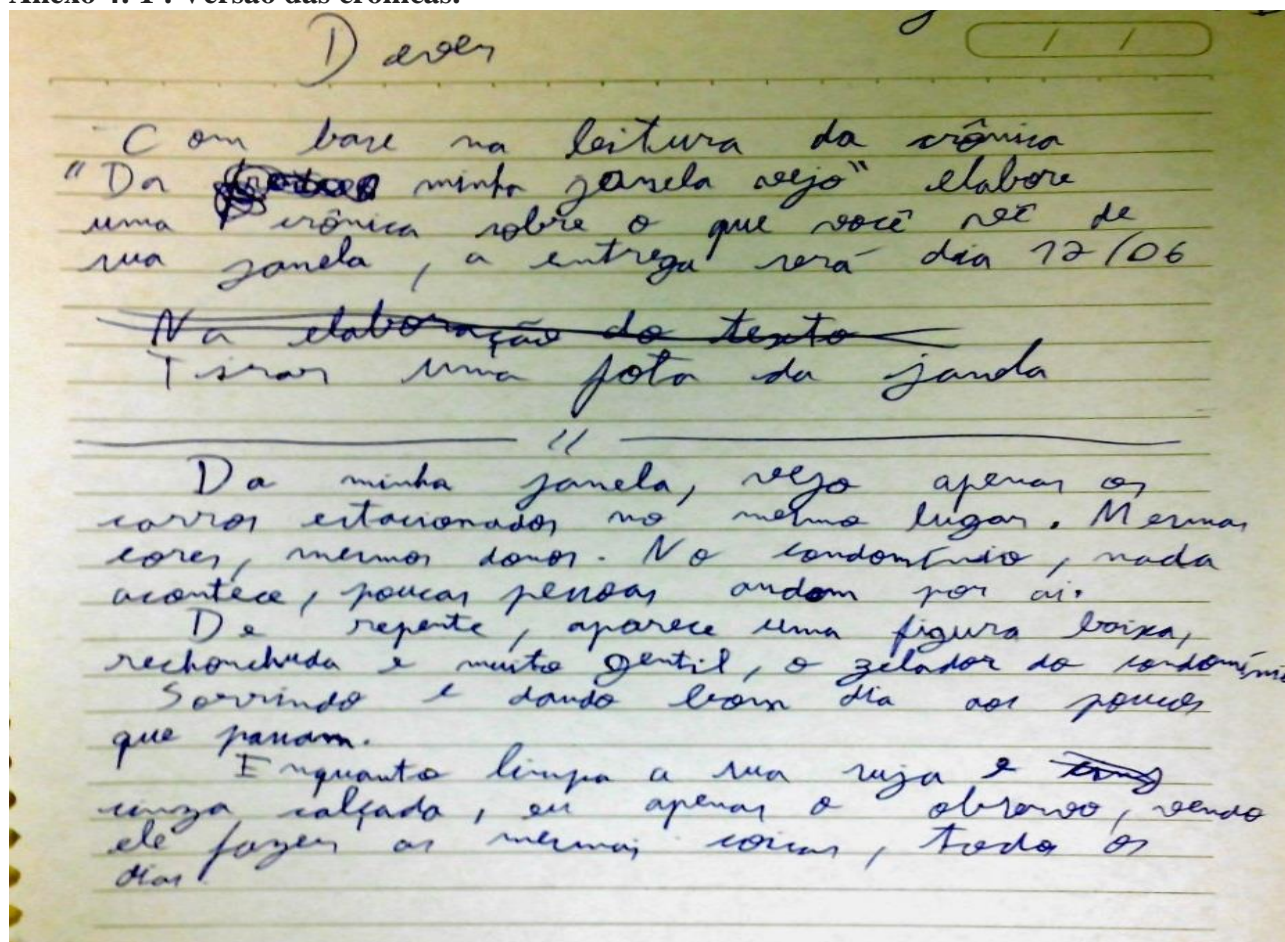 Anexo 4: 1ª. Versão das crônicas.
Dever
Com base na leitura da crônica
"Da minha janela vejo" elabore
uma crônica sobre o que você vê de
sua janela, a entrega será dia 17/06
Na elaboração do texto
Tirar uma foto da janela
//
Da minha janela, vejo apenas os
carros estacionados no mesmo lugar. Mesmas
cores, mesmos donos. No condomínio, nada
acontece, poucas pessoas andam por ai.
De repente, aparece uma figura baixa,
rechonchuda e muito gentil, o zelador do condomínio
Sorrindo e dando bom dia aos poucos
que passam.
Enquanto limpa a rua suja e
cinza calçada, eu apenas o observo, vendo
ele fazer as mesmas coisas, todo os
dias.